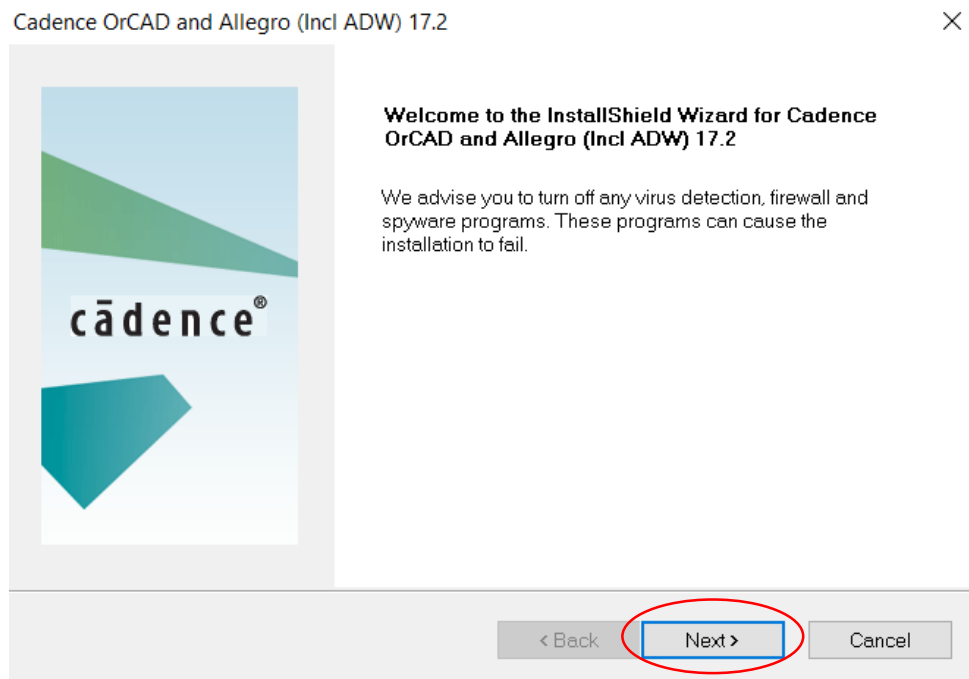 Cadence OrCAD and Allegro (Incl ADW) 17.2
Welcome to the InstallShield Wizard for Cadence
OrCAD and Allegro (Incl ADW) 17.2
We advise you to turn off any virus detection, firewall and
spyware programs. These programs can cause the
installation to fail.
cādence®
< Back
Next >
Cancel